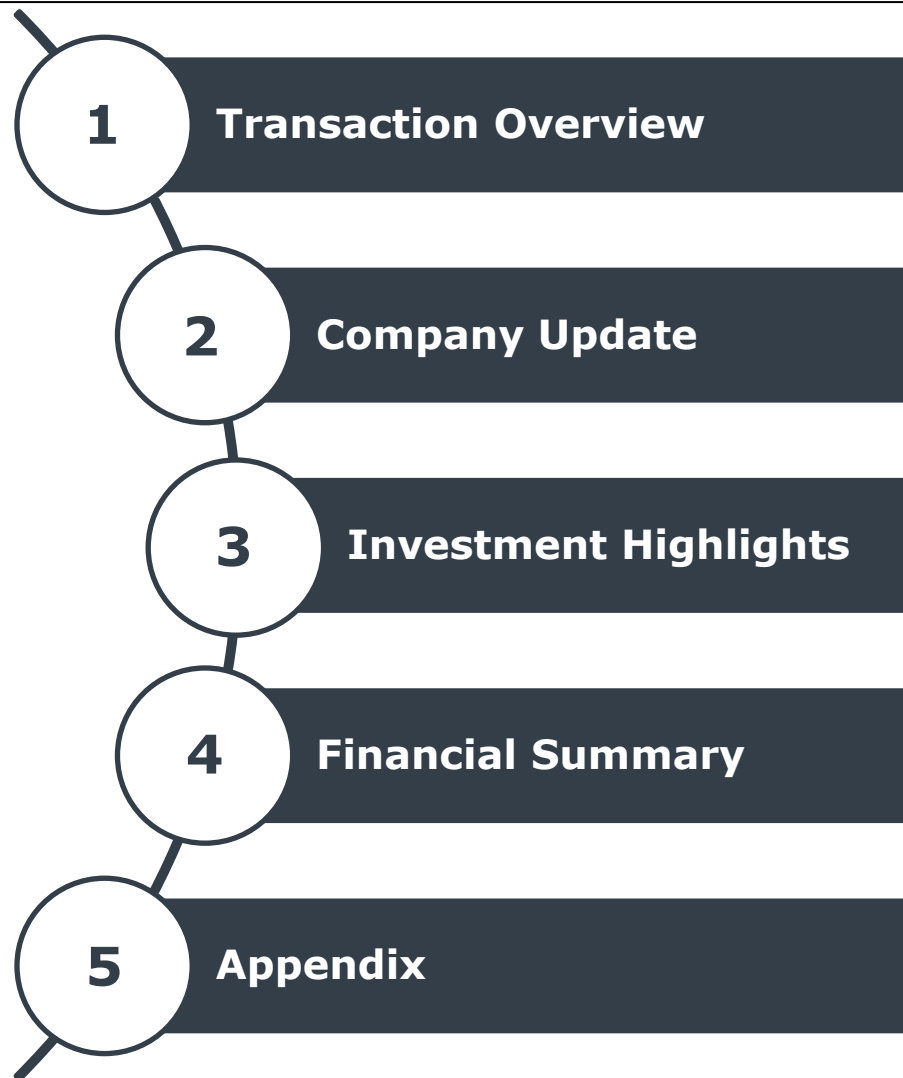 1 Transaction Overview
2 Company Update
3 Investment Highlights
4 Financial Summary
5 Appendix